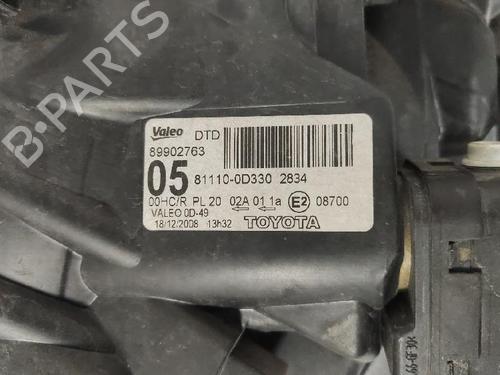 Valeo DTD
89902763
05 81110-0D330 2834
00HC/R PL 20 02A 01 1a E2 08700
VALEO 0D-49
18/12/2008 13h32 TOYOTA
B-PARTS